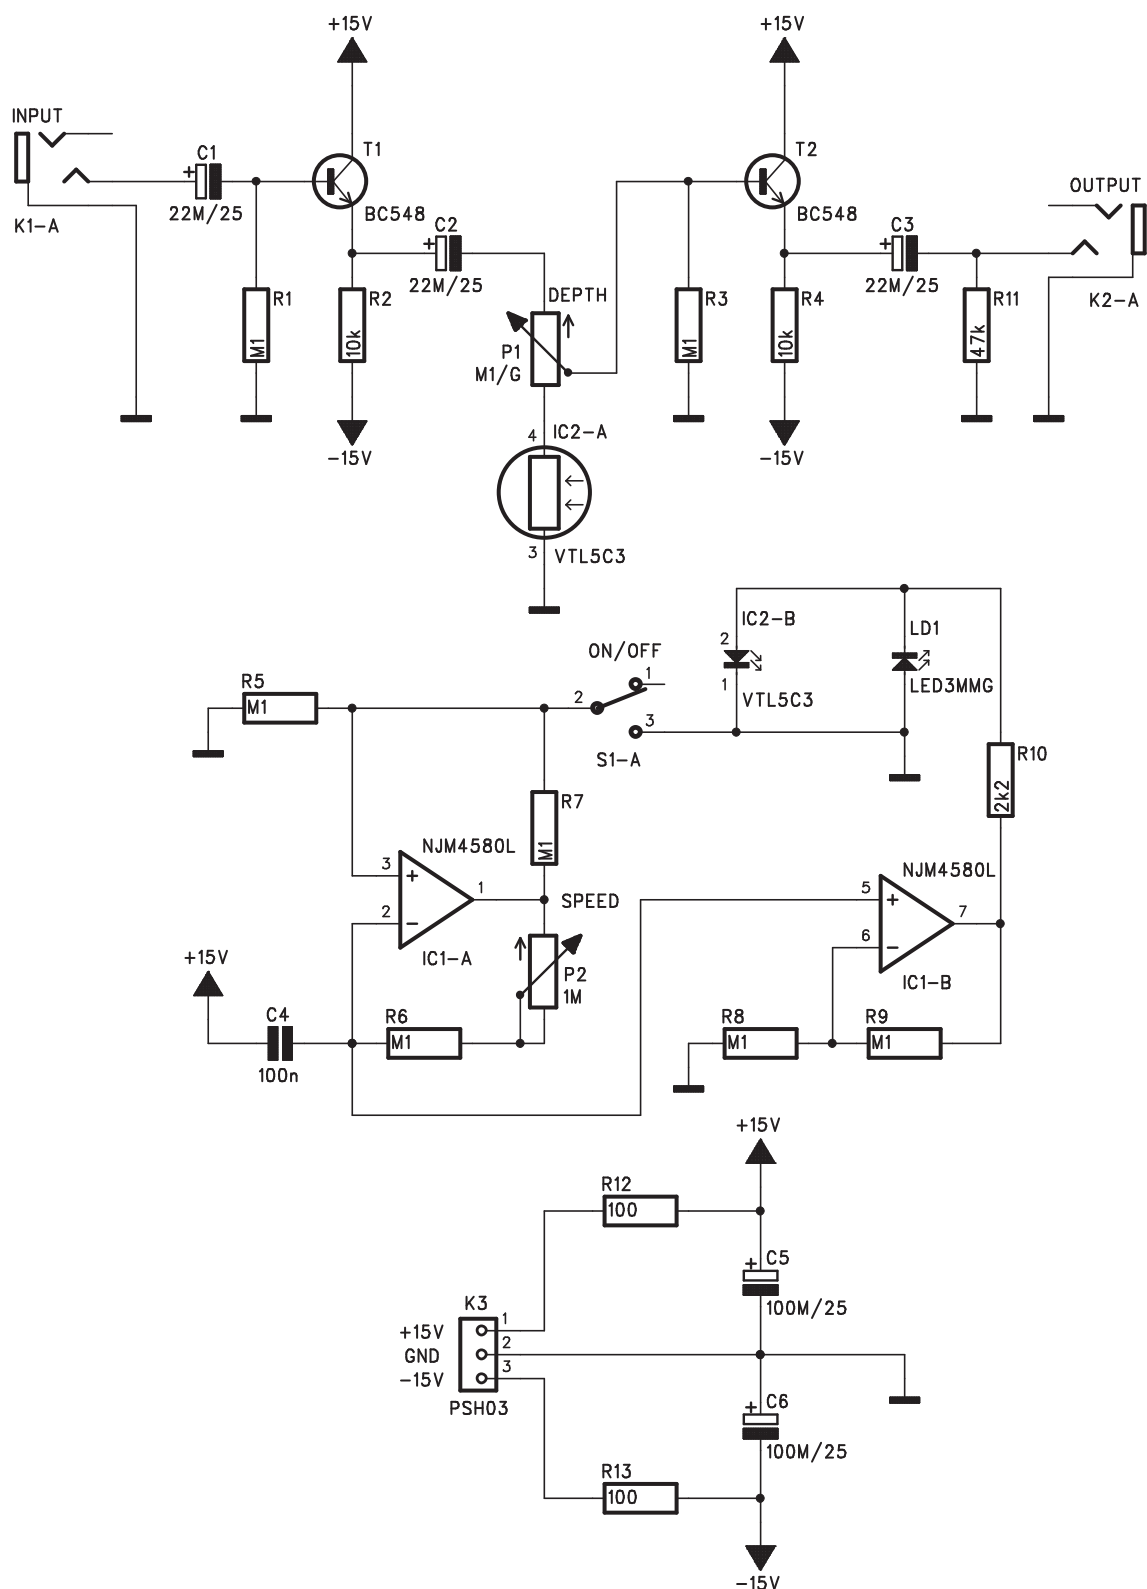 +15V
+15V
INPUT
C1
T1
T2
OUTPUT
+
22M/25
BC548
BC548
K1-A
C2
C3
+
+
22M/25
22M/25
K2-A
R1
M1
R2
10k
DEPTH
P1
M1/G
R3
M1
R4
10k
R11
47k
-15V
-15V
4
IC2-A
3
VTL5C3
ON/OFF
IC2-B
LD1
2
1
VTL5C3
LED3MMG
R5
M1
2
1
3
S1-A
R10
2k2
R7
M1
NJM4580L
3
+
1
2
-
IC1-A
SPEED
NJM4580L
5
+
7
6
-
IC1-B
+15V
P2
1M
C4
100n
R6
M1
R8
M1
R9
M1
+15V
R12
100
+
C5
100M/25
K3
+15V
1
GND
2
-15V
3
PSH03
+
C6
100M/25
R13
100
-15V